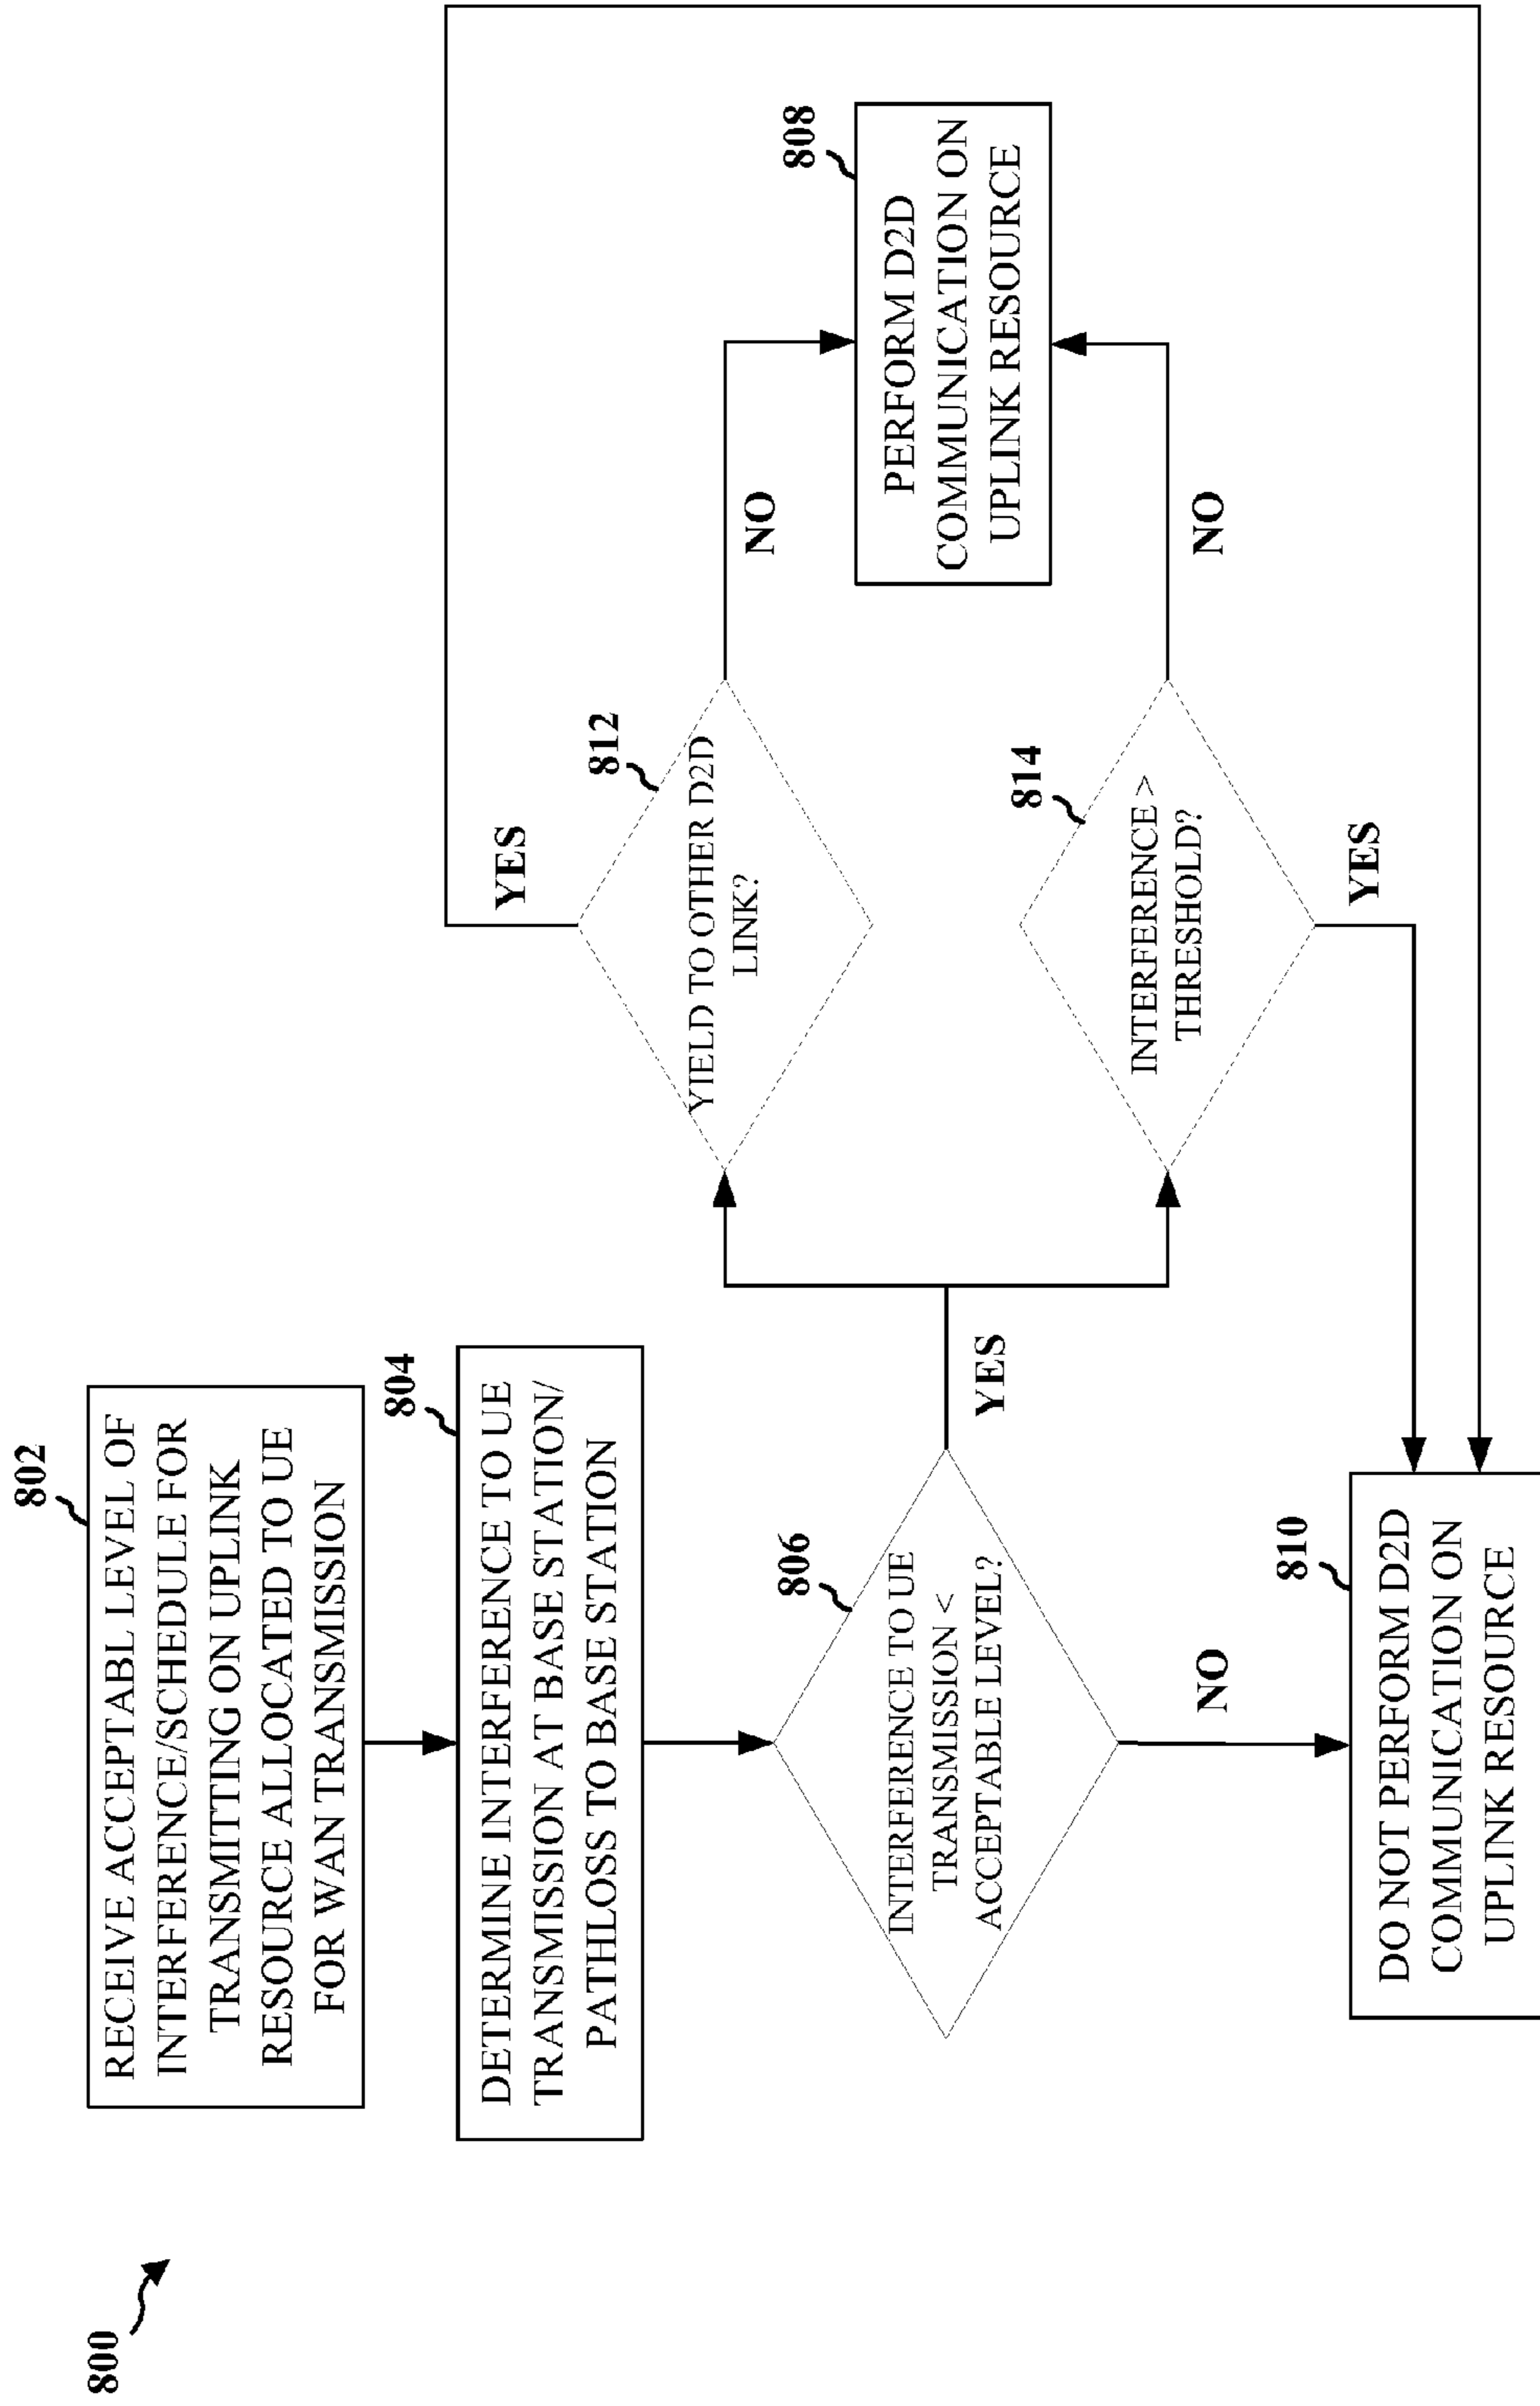 800
802
RECEIVE ACCEPTABL LEVEL OF
INTERFERENCE/SCHEDULE FOR
TRANSMITTING ON UPLINK
RESOURCE ALLOCATED TO UE
FOR WAN TRANSMISSION
804
DETERMINE INTERFERENCE TO UE
TRANSMISSION AT BASE STATION/
PATHLOSS TO BASE STATION
806
INTERFERENCE TO UE
TRANSMISSION <
ACCEPTABLE LEVEL?
YES
NO
812
YIELD TO OTHER D2D
LINK?
YES
NO
814
INTERFERENCE >
THRESHOLD?
YES
NO
808
PERFORM D2D
COMMUNICATION ON
UPLINK RESOURCE
810
DO NOT PERFORM D2D
COMMUNICATION ON
UPLINK RESOURCE